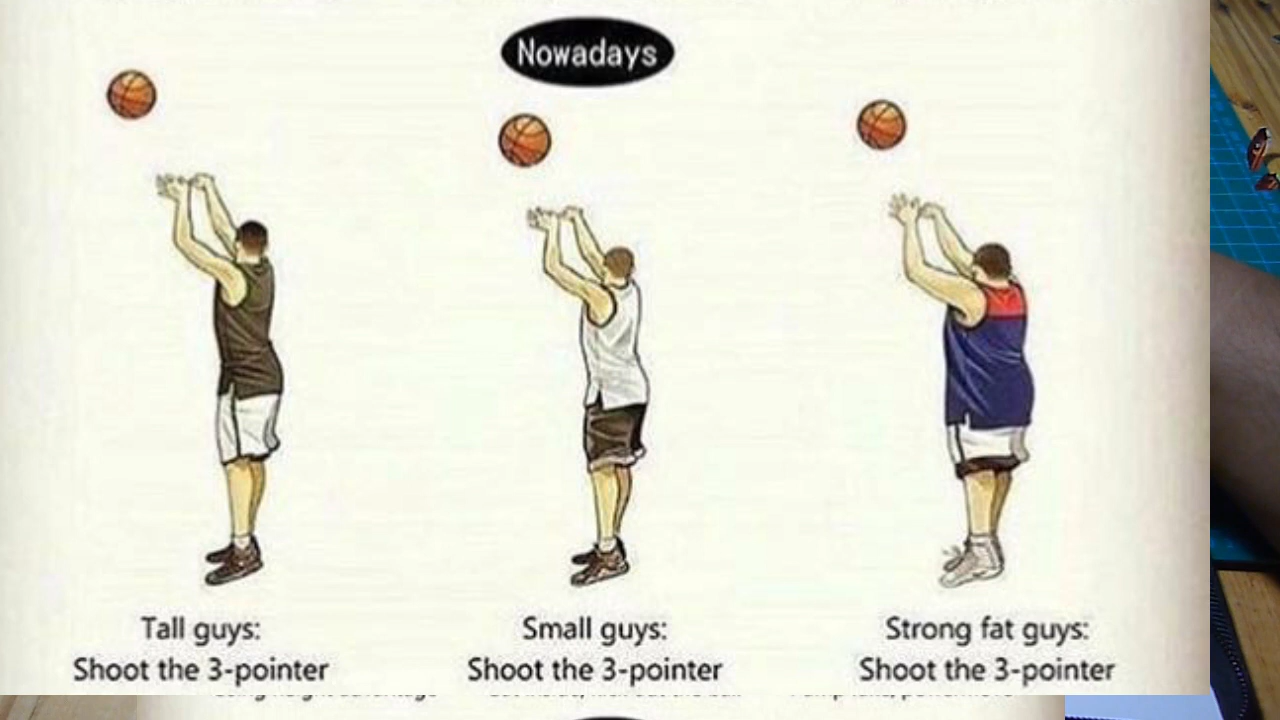 Nowadays
Tall guys:
Shoot the 3-pointer
Small guys:
Shoot the 3-pointer
Strong fat guys:
Shoot the 3-pointer